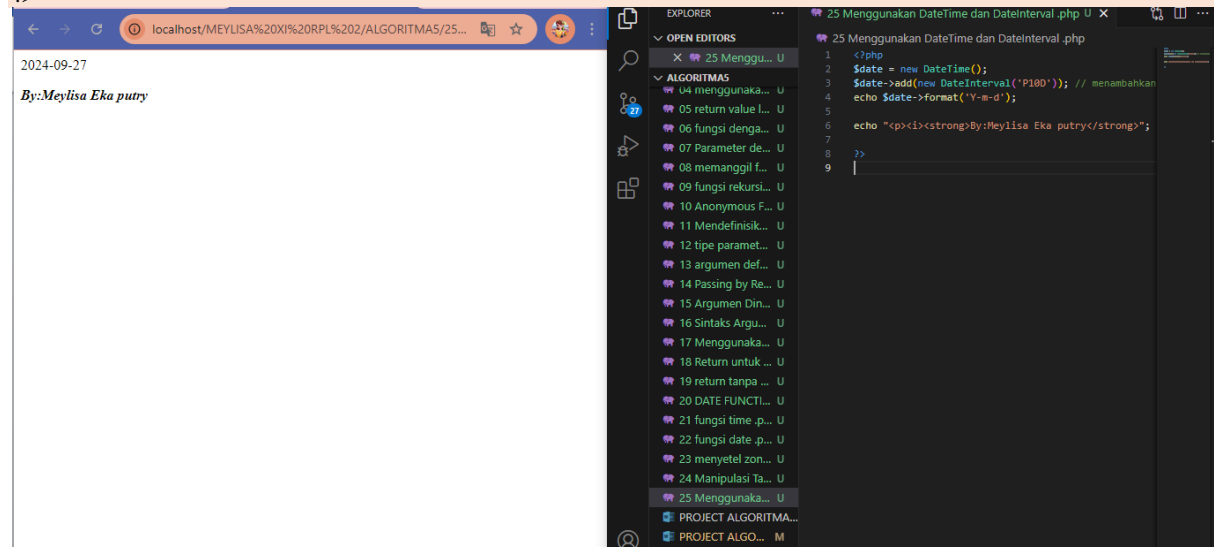 localhost/MEYLISA%20XI%20RPL%202/ALGORITMA5/25...
2024-09-27
By:Meylisa Eka putry
27
EXPLORER ...
OPEN EDITORS
25 Menggu... U
ALGORITMA5
04 menggunaka... U
05 return value l... U
06 fungsi denga... U
07 Parameter de... U
08 memanggil f... U
09 fungsi rekursi... U
10 Anonymous F... U
11 Mendefinisik... U
12 tipe paramet... U
13 argumen def... U
14 Passing by Re... U
15 Argumen Din... U
16 Sintaks Argu... U
17 Menggunaka... U
18 Return untuk ... U
19 return tanpa ... U
20 DATE FUNCTI... U
21 fungsi time .p... U
22 fungsi date .p... U
23 menyetel zon... U
24 Manipulasi Ta... U
25 Menggunaka... U
PROJECT ALGORITMA...
PROJECT ALGO... M
25 Menggunakan DateTime dan DateInterval .php U
25 Menggunakan DateTime dan DateInterval .php
1 <?php
2 $date = new DateTime();
3 $date->add(new DateInterval('P10D')); // menambahkan
4 echo $date->format('Y-m-d');
5
6 echo "<p><i><strong>By:Meylisa Eka putry</strong>";
7
8 ?>
9